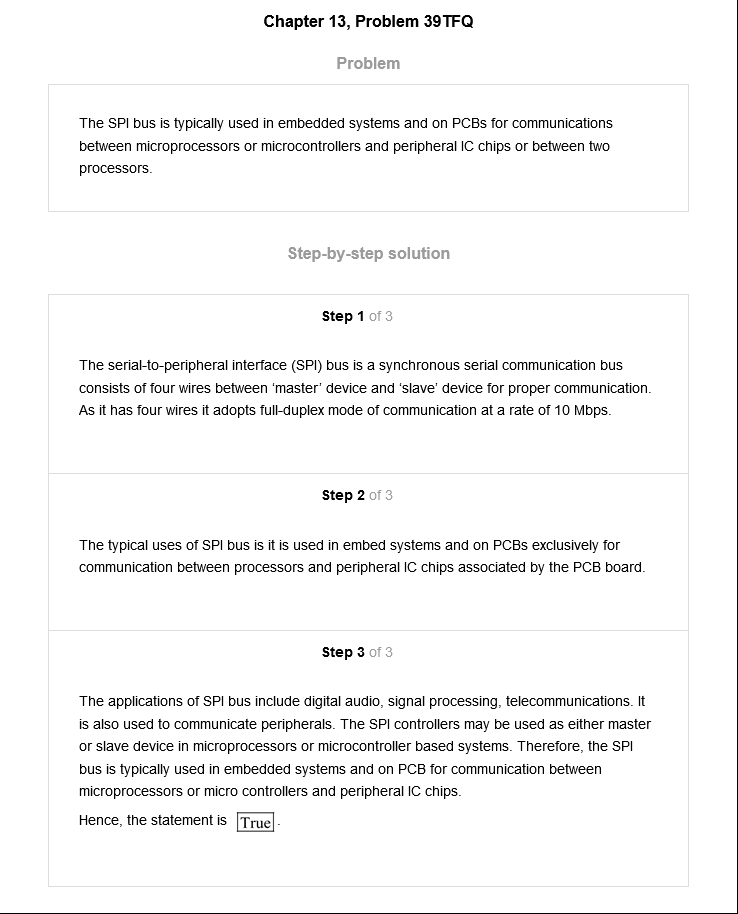 Chapter 13, Problem 39TFQ
Problem
The SPI bus is typically used in embedded systems and on PCBs for communications
between microprocessors or microcontrollers and peripheral IC chips or between two
processors.
Step-by-step solution
Step 1 of 3
The serial-to-peripheral interface (SPI) bus is a synchronous serial communication bus
consists of four wires between ‘master’ device and ‘slave’ device for proper communication.
As it has four wires it adopts full-duplex mode of communication at a rate of 10 Mbps.
Step 2 of 3
The typical uses of SPI bus is it is used in embed systems and on PCBs exclusively for
communication between processors and peripheral IC chips associated by the PCB board.
Step 3 of 3
The applications of SPI bus include digital audio, signal processing, telecommunications. It
is also used to communicate peripherals. The SPI controllers may be used as either master
or slave device in microprocessors or microcontroller based systems. Therefore, the SPI
bus is typically used in embedded systems and on PCB for communication between
microprocessors or micro controllers and peripheral IC chips.
Hence, the statement is True.